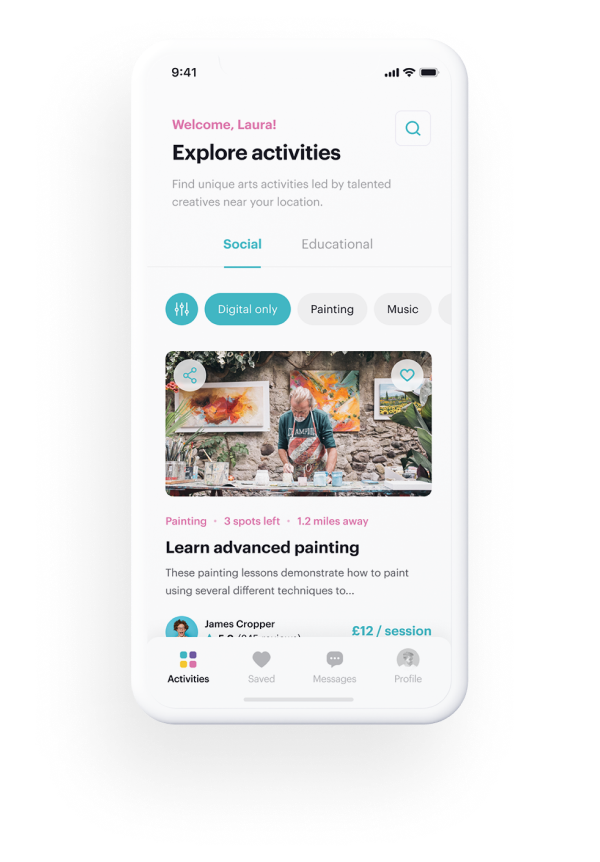 9:41
Welcome, Laura!
Explore activities
Find unique arts activities led by talented
creatives near your location.
Social Educational
Digital only Painting Music
Painting • 3 spots left • 1.2 miles away
Learn advanced painting
These painting lessons demonstrate how to paint
using several different techniques to...
James Cropper
£12 / session
Activities Saved Messages Profile